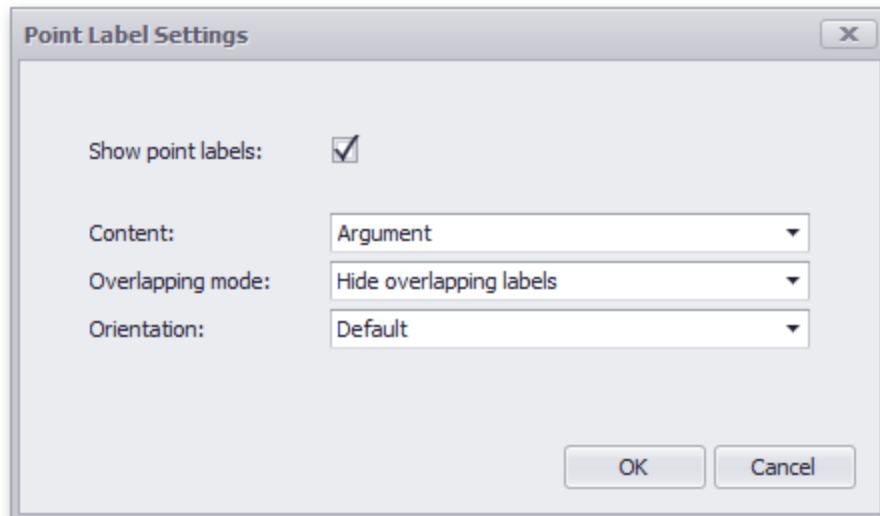 Point Label Settings
Show point labels:
Content: Argument
Overlapping mode: Hide overlapping labels
Orientation: Default
OK Cancel